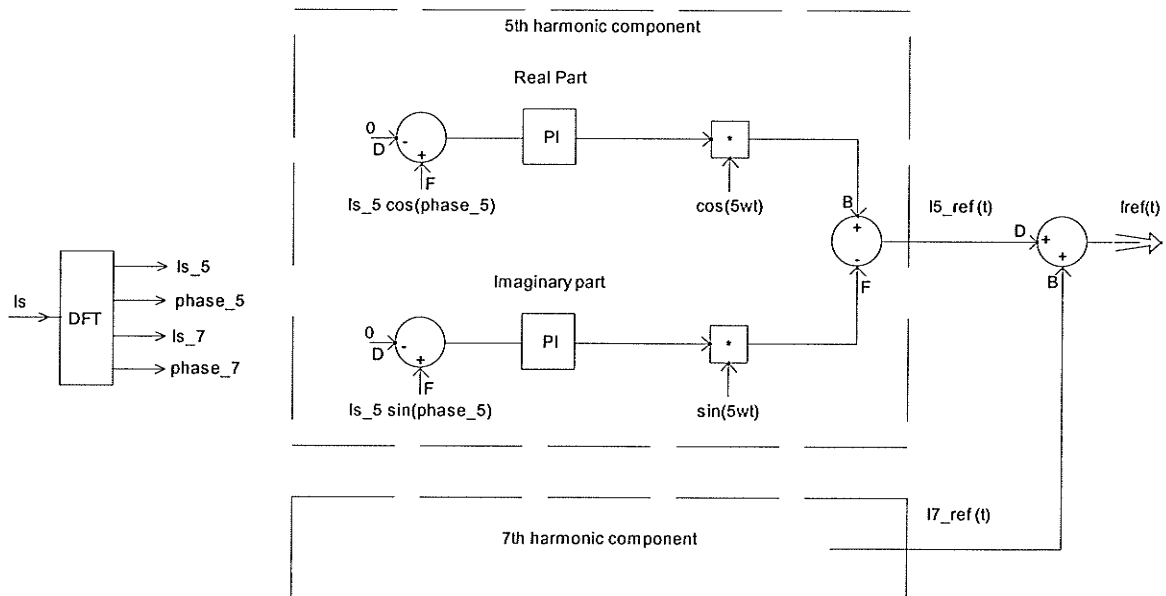 5th harmonic component
Real Part
0
D
-
+
F
PI
*
Is_5 cos(phase_5)
cos(5wt)
B
+
-
F
I5_ref(t)
D
+
+
B
Iref(t)
Is
DFT
Is_5
phase_5
Is_7
phase_7
Imaginary part
0
D
-
+
F
PI
*
Is_5 sin(phase_5)
sin(5wt)
I7_ref(t)
7th harmonic component